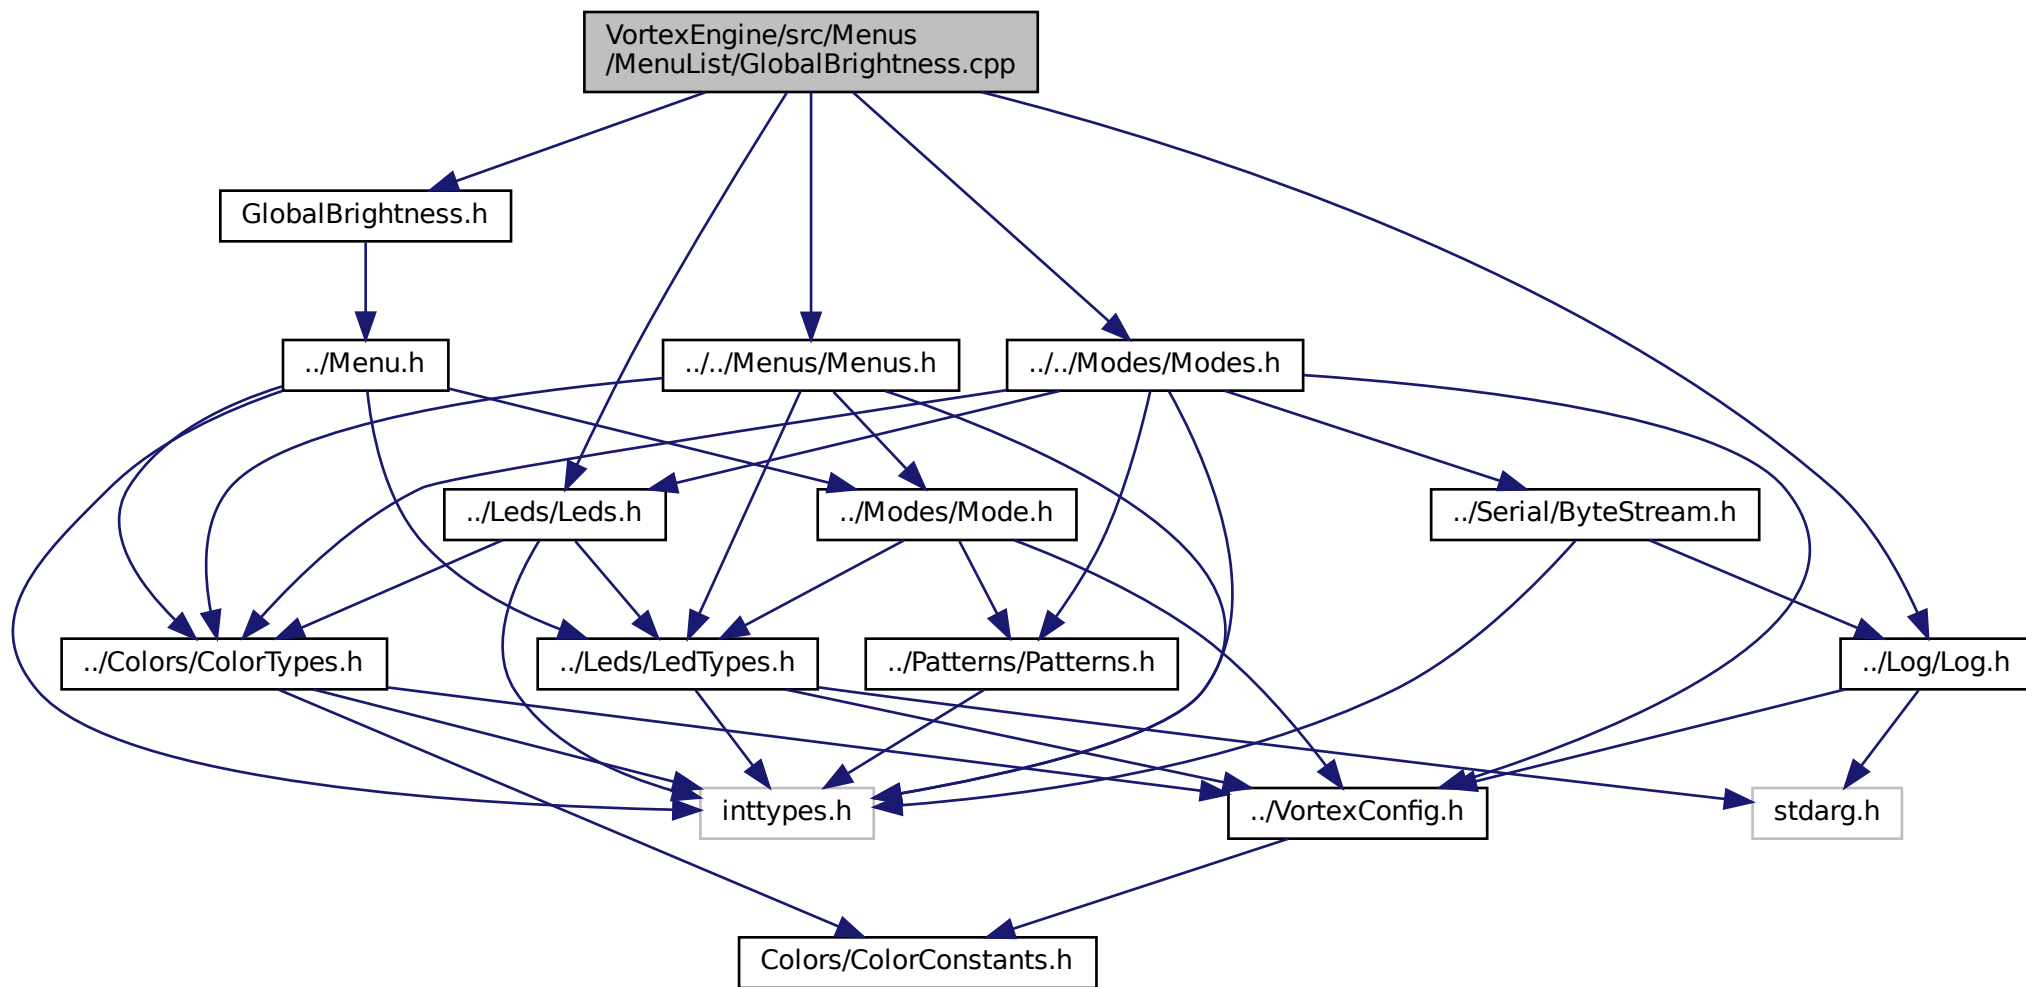 VortexEngine/src/Menus
/MenuList/GlobalBrightness.cpp
GlobalBrightness.h
../Menu.h
../../Menus/Menus.h
../../Modes/Modes.h
../Leds/Leds.h
../Modes/Mode.h
../Serial/ByteStream.h
../Colors/ColorTypes.h
../Leds/LedTypes.h
../Patterns/Patterns.h
../Log/Log.h
inttypes.h
../VortexConfig.h
stdarg.h
Colors/ColorConstants.h